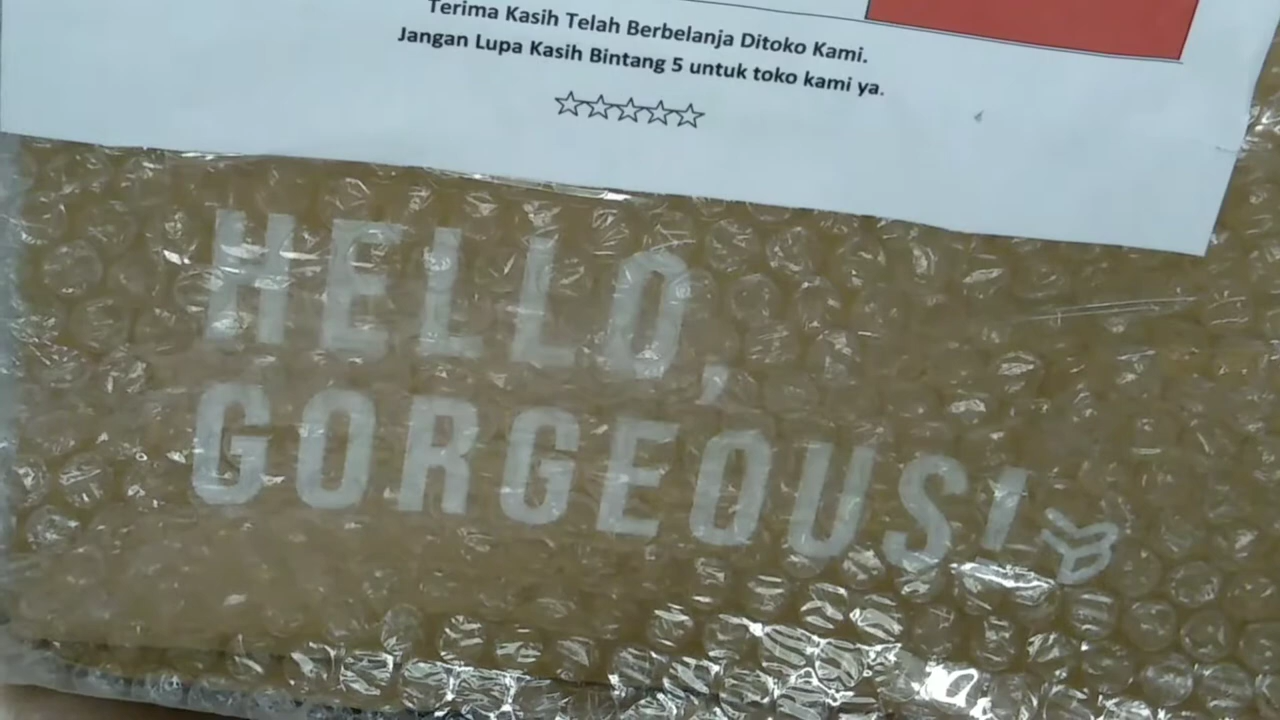 Terima Kasih Telah Berbelanja Ditoko Kami.
Jangan Lupa Kasih Bintang 5 untuk toko kami ya.
HELLO,
GORGEOUS!